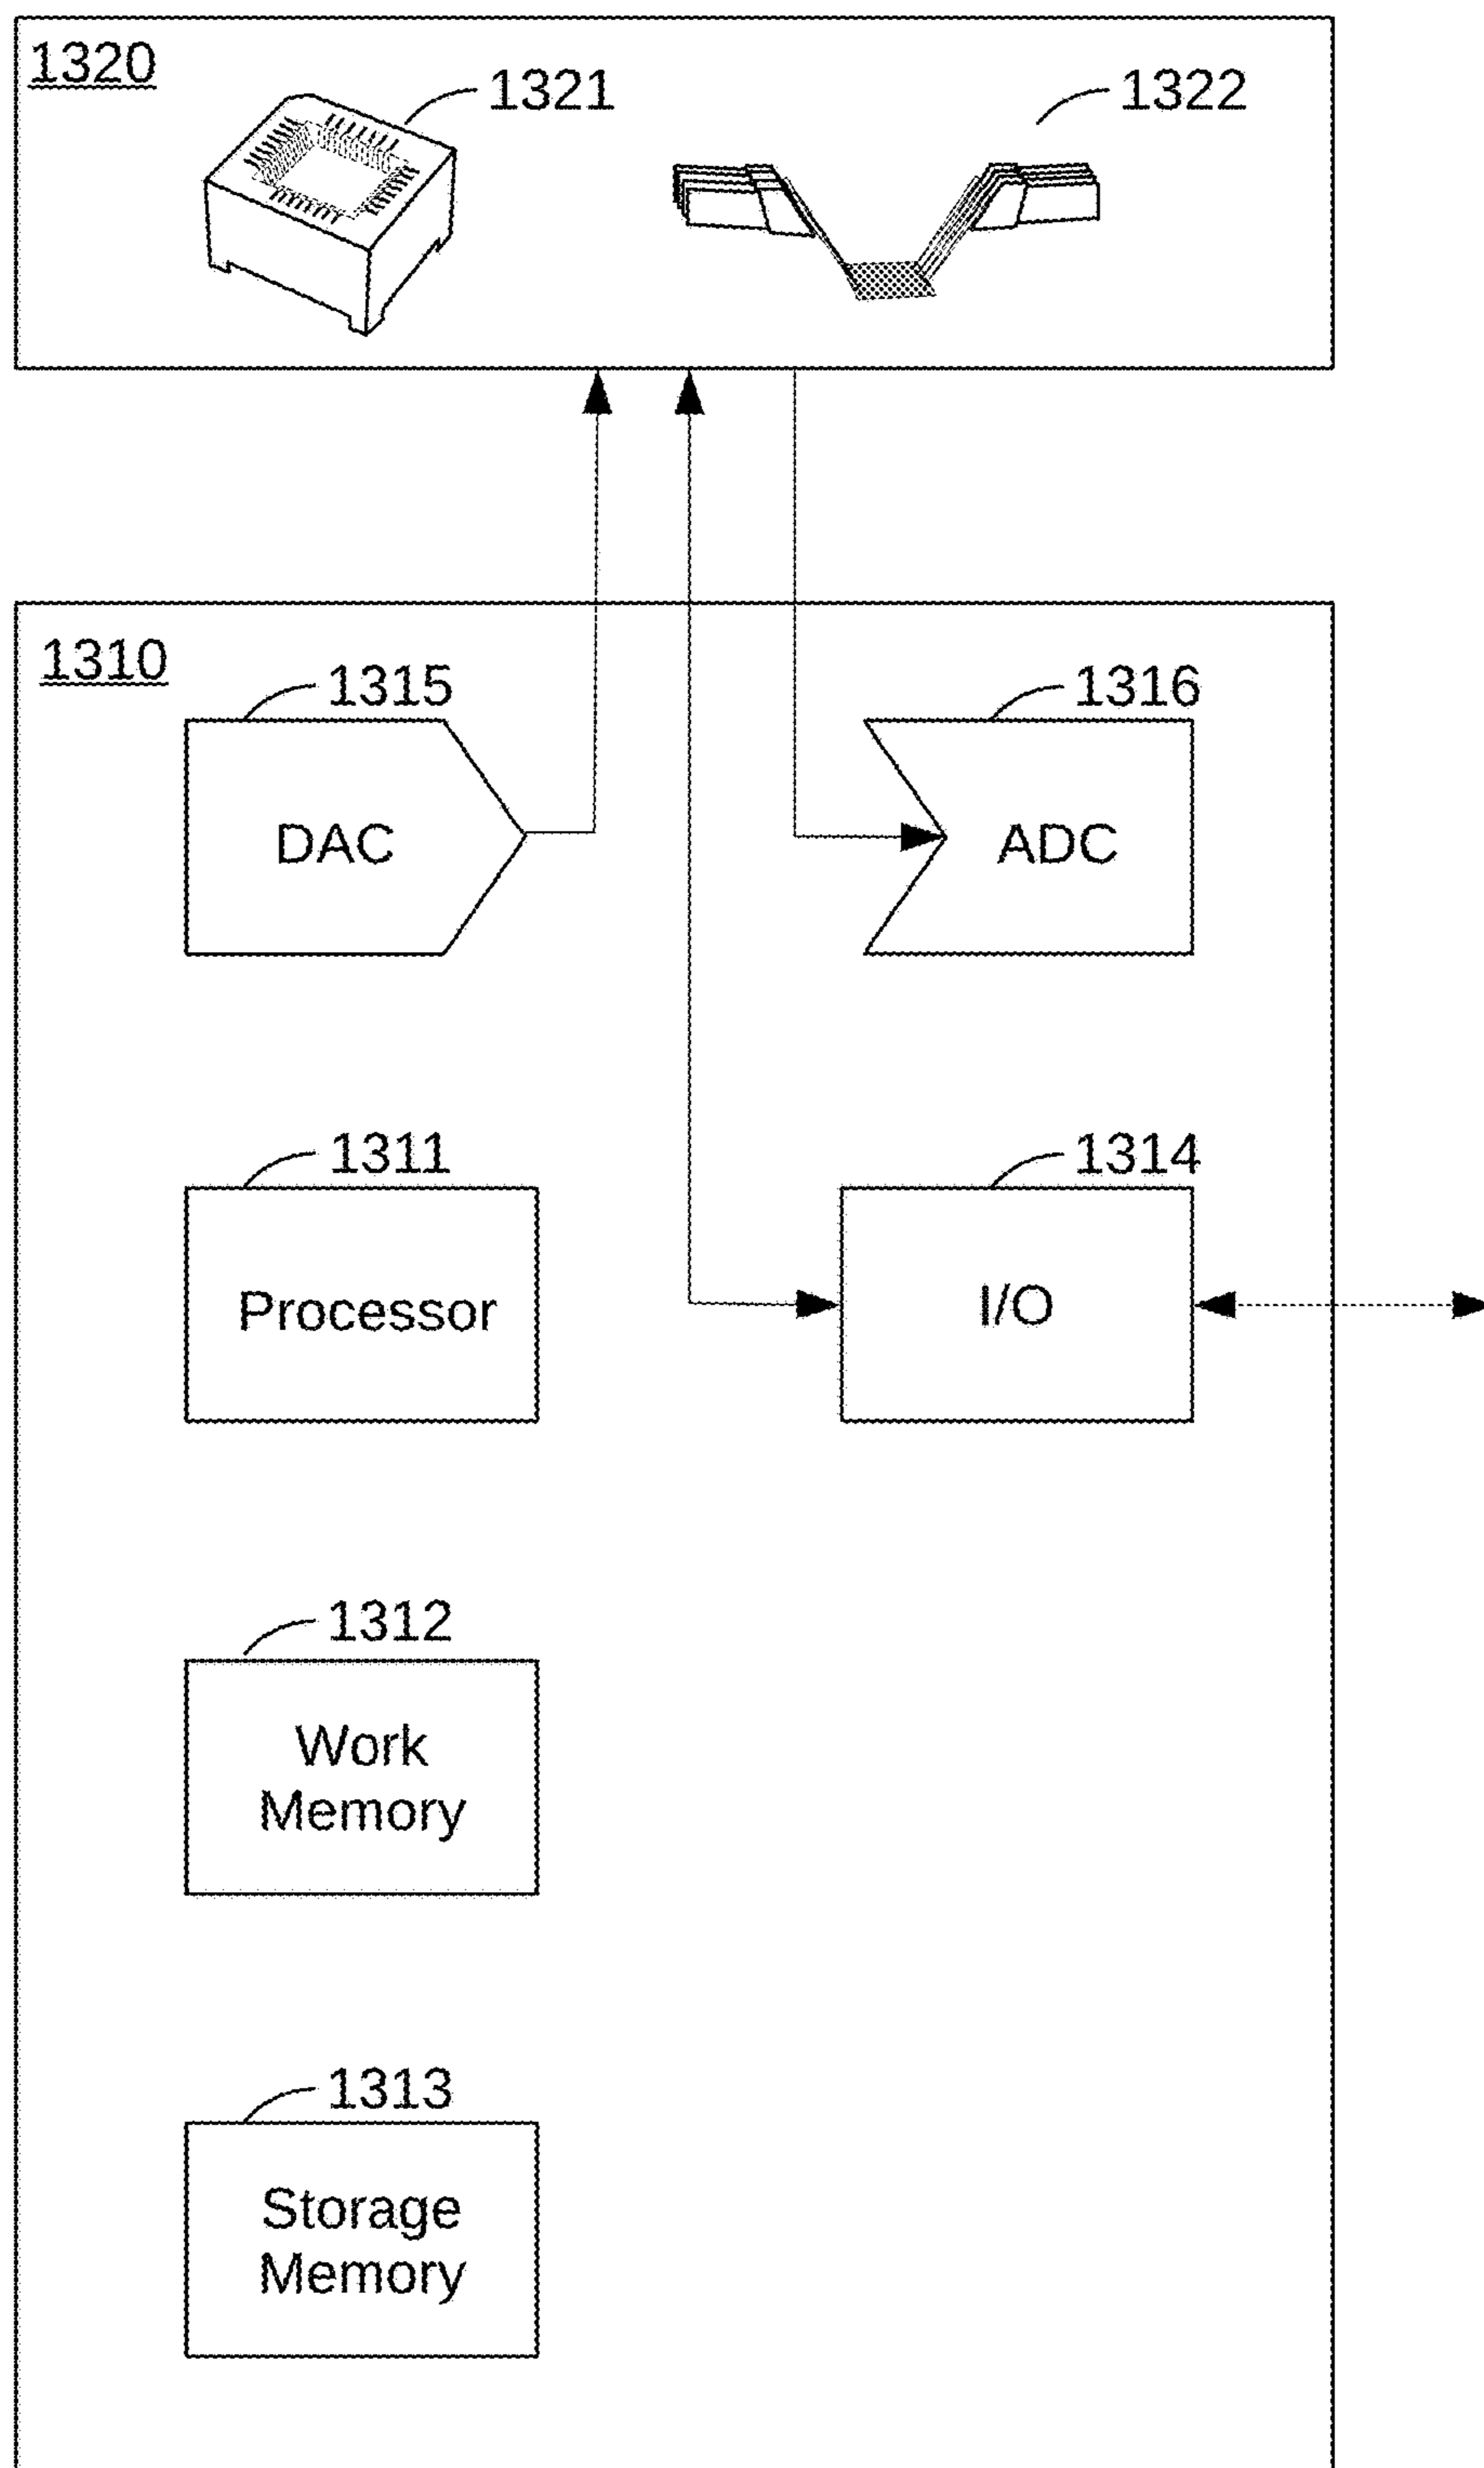 1320
1321
1322
1310
1315
1316
DAC
ADC
1311
1314
Processor
I/O
1312
Work
Memory
1313
Storage
Memory